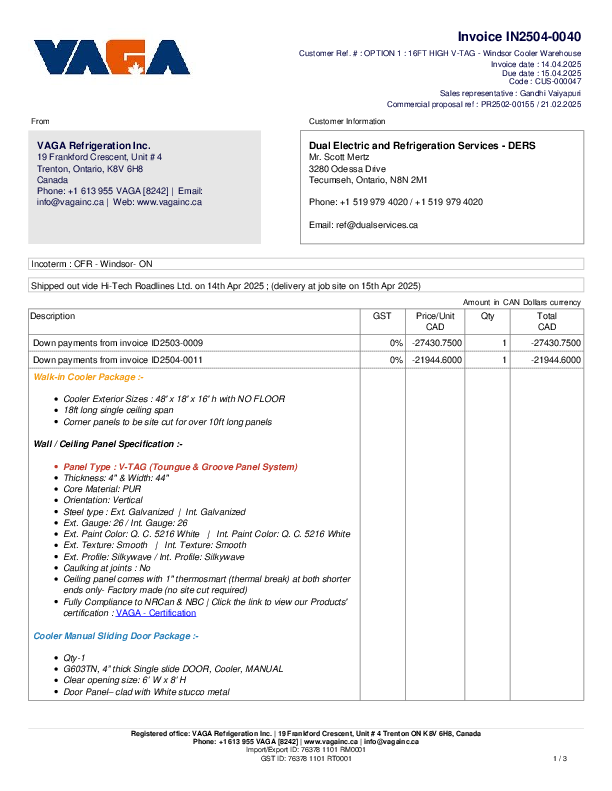 VAGA
Invoice IN2504-0040
Customer Ref. # : OPTION 1 : 16FT HIGH V-TAG - Windsor Cooler Warehouse
Invoice date : 14.04.2025
Due date : 15.04.2025
Code : CUS-000047
Sales representative : Gandhi Vaiyapuri
Commercial proposal ref : PR2502-00155 / 21.02.2025
From
Customer Information
VAGA Refrigeration Inc.
19 Frankford Crescent, Unit # 4
Trenton, Ontario, K8V 6H8
Canada
Phone: +1 613 955 VAGA [8242] | Email:
info@vagainc.ca | Web: www.vagainc.ca
Dual Electric and Refrigeration Services - DERS
Mr. Scott Mertz
3280 Odessa Drive
Tecumseh, Ontario, N8N 2M1
Phone: +1 519 979 4020 / +1 519 979 4020
Email: ref@dualservices.ca
Incoterm : CFR - Windsor- ON
Shipped out vide Hi-Tech Roadlines Ltd. on 14th Apr 2025 ; (delivery at job site on 15th Apr 2025)
Amount in CAN Dollars currency
Description GST Price/Unit CAD Qty Total CAD
Down payments from invoice ID2503-0009 0% -27430.7500 1 -27430.7500
Down payments from invoice ID2504-0011 0% -21944.6000 1 -21944.6000
Walk-in Cooler Package :-
• Cooler Exterior Sizes : 48' x 18' x 16' h with NO FLOOR
• 18ft long single ceiling span
• Corner panels to be site cut for over 10ft long panels
Wall / Ceiling Panel Specification :-
• Panel Type : V-TAG (Toungue & Groove Panel System)
• Thickness: 4" & Width: 44"
• Core Material: PUR
• Orientation: Vertical
• Steel type : Ext. Galvanized | Int. Galvanized
• Ext. Gauge: 26 / Int. Gauge: 26
• Ext. Paint Color: Q. C. 5216 White | Int. Paint Color: Q. C. 5216 White
• Ext. Texture: Smooth | Int. Texture: Smooth
• Ext. Profile: Silkywave / Int. Profile: Silkywave
• Caulking at joints : No
• Ceiling panel comes with 1" thermosmart (thermal break) at both shorter
ends only- Factory made (no site cut required)
• Fully Compliance to NRCan & NBC | Click the link to view our Products'
certification : VAGA - Certification
Cooler Manual Sliding Door Package :-
• Qty-1
• G603TN, 4" thick Single slide DOOR, Cooler, MANUAL
• Clear opening size: 6' W x 8' H
• Door Panel– clad with White stucco metal
Registered office: VAGA Refrigeration Inc. | 19 Frankford Crescent, Unit # 4 Trenton ON K8V 6H8, Canada
Phone: +1 613 955 VAGA [8242] | www.vagainc.ca | info@vagainc.ca
Import/Export ID: 76378 1101 RM0001
GST ID: 76378 1101 RT0001
1 / 3